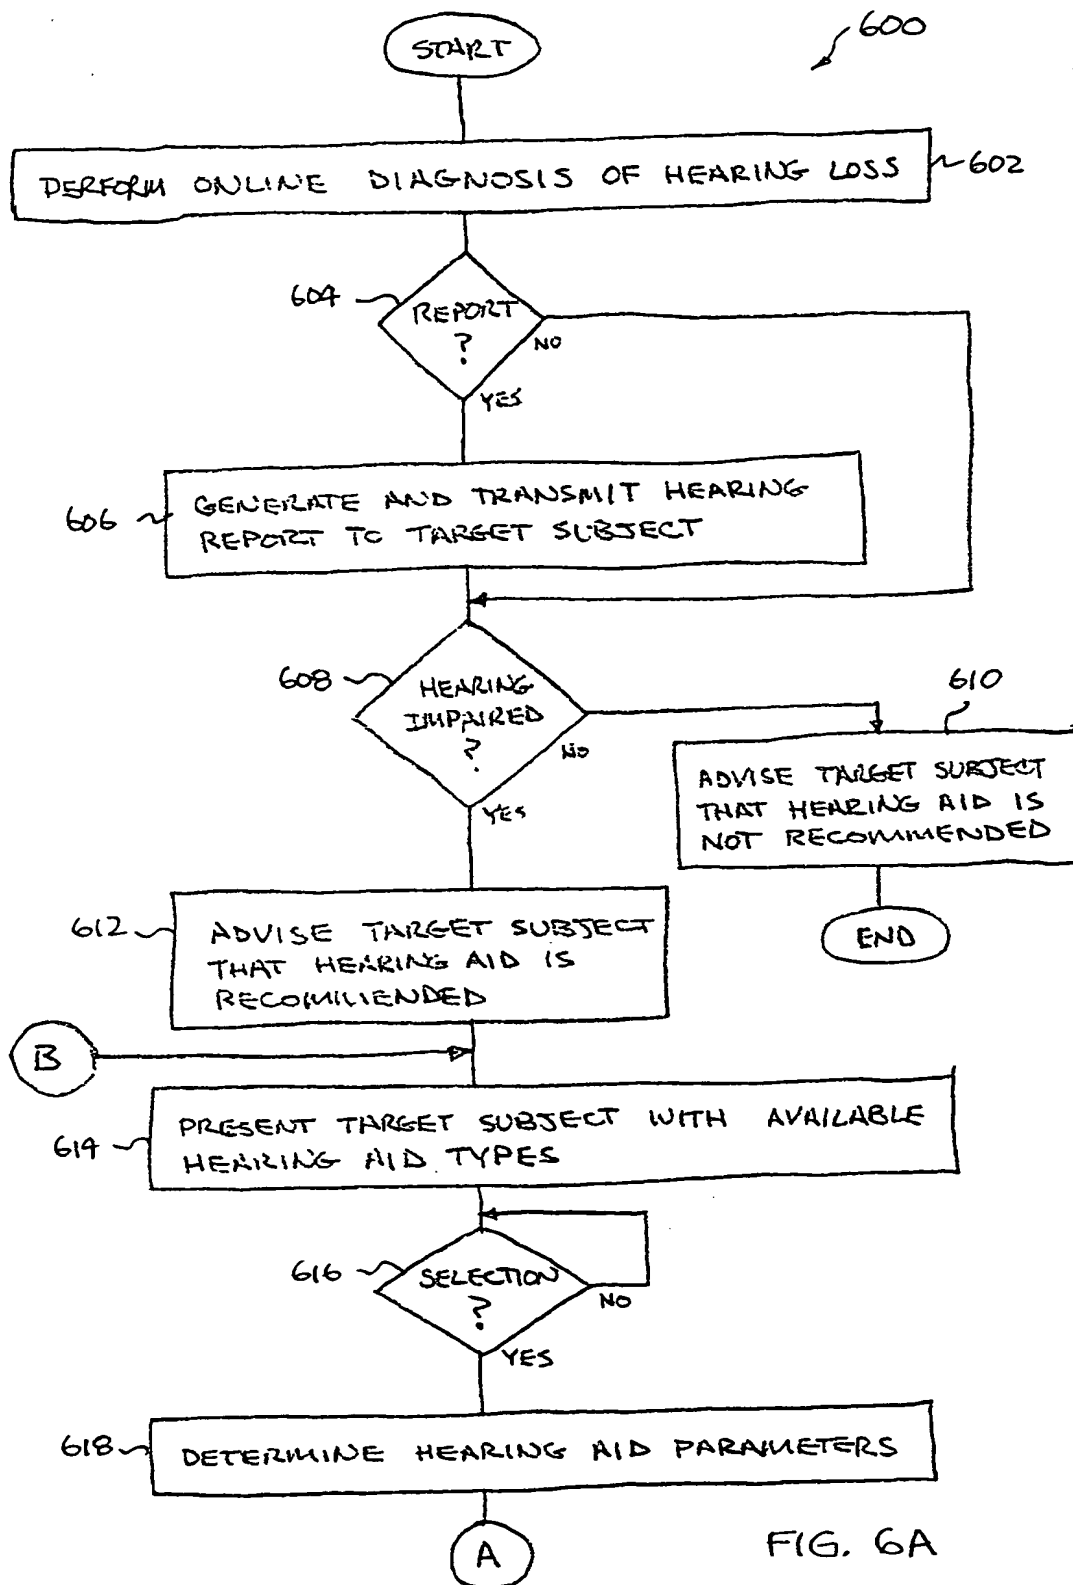 START
600
PERFORM ONLINE DIAGNOSIS OF HEARING LOSS
602
604
REPORT
?
NO
YES
606
GENERATE AND TRANSMIT HEARING
REPORT TO TARGET SUBJECT
608
HEARING
IMPAIRED
?
NO
YES
610
ADVISE TARGET SUBJECT
THAT HEARING AID IS
NOT RECOMMENDED
END
612
ADVISE TARGET SUBJECT
THAT HEARING AID IS
RECOMMENDED
B
614
PRESENT TARGET SUBJECT WITH AVAILABLE
HEARING AID TYPES
616
SELECTION
?
NO
YES
618
DETERMINE HEARING AID PARAMETERS
A
FIG. 6A